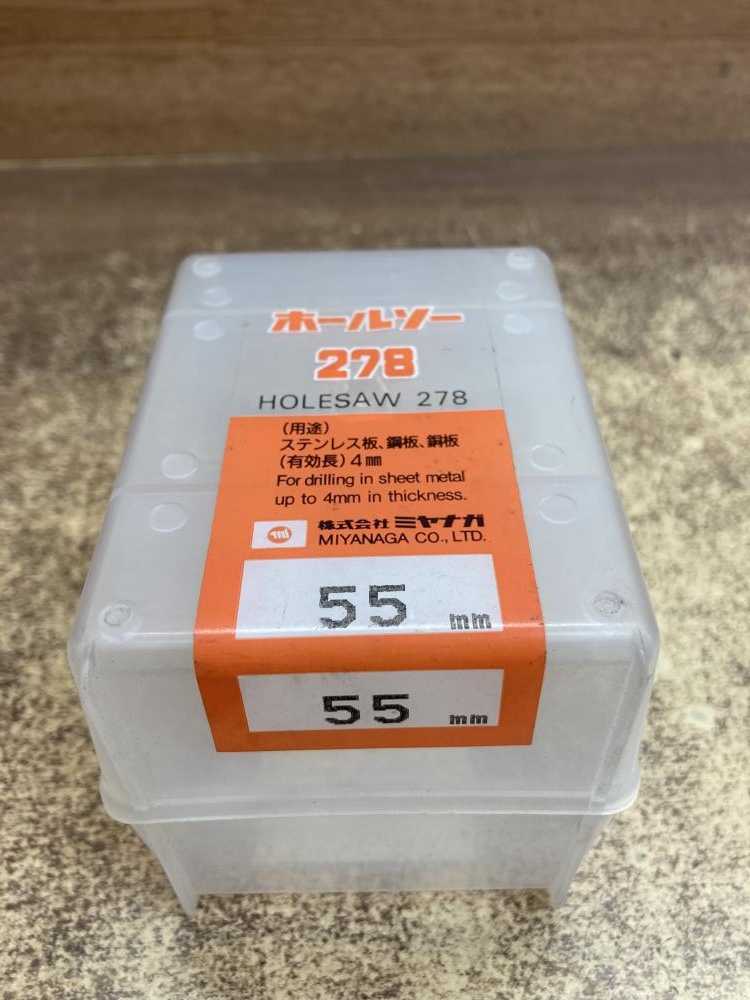 ホールソー
278
HOLESAW 278
(用途)
ステンレス板、鋼板、銅板
(有効長)4mm
For drilling in sheet metal
up to 4mm in thickness.
株式会社 ミヤナガ
MIYANAGA CO., LTD.
55 mm
55 mm